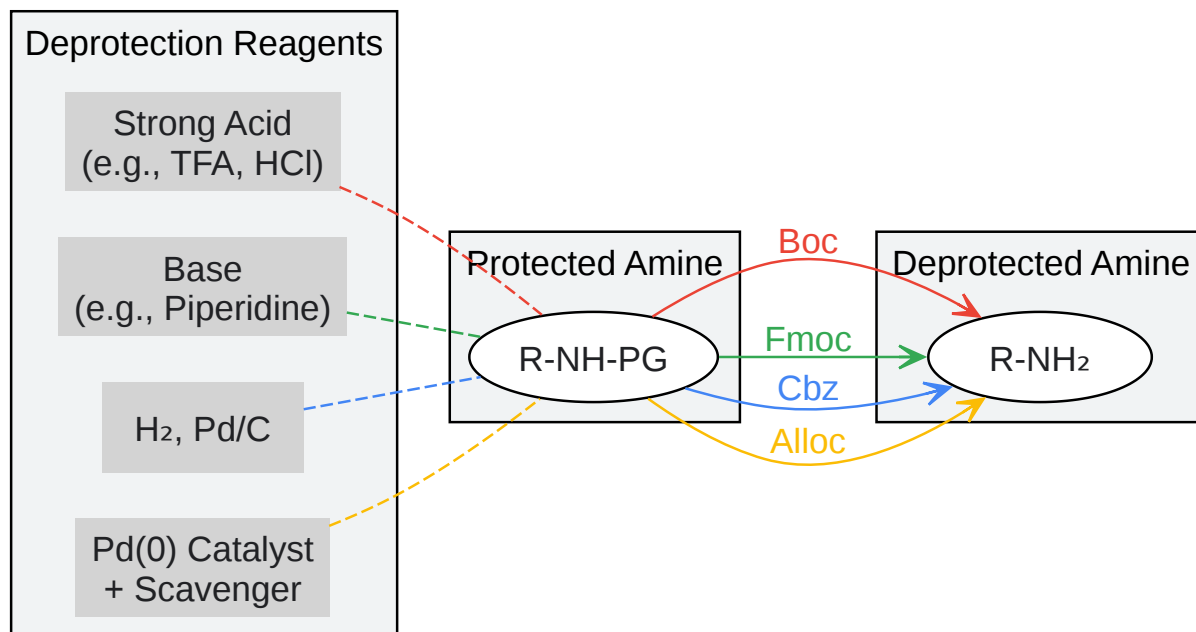 Deprotection Reagents
Strong Acid
(e.g., TFA, HCl)
Base
(e.g., Piperidine)
H₂, Pd/C
Pd(0) Catalyst
+ Scavenger
Protected Amine
R-NH-PG
Boc
Fmoc
Cbz
Alloc
Deprotected Amine
R-NH₂